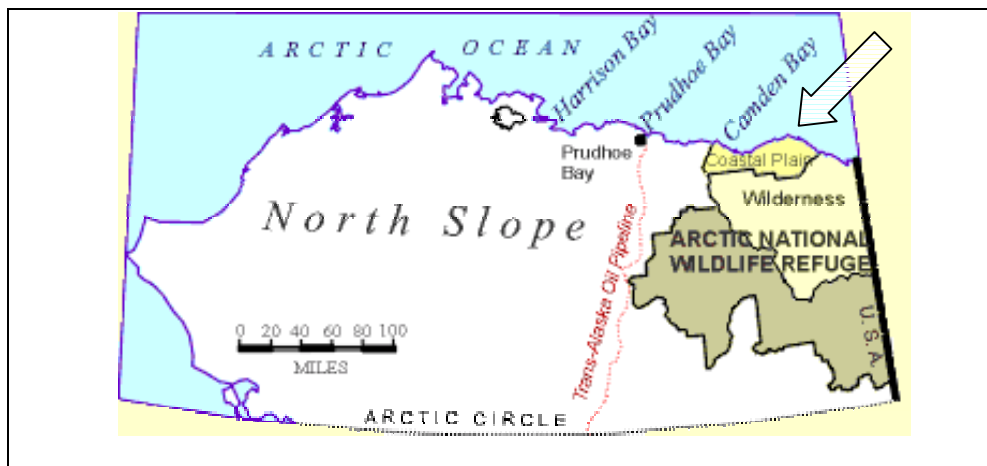 ARCTIC OCEAN
Harrison Bay
Prudhoe Bay
Camden Bay
Prudhoe
Bay
Coastal Plain
Wilderness
North Slope
ARCTIC NATIONAL
WILDLIFE REFUGE
Trans-Alaska Oil Pipeline
U.S.A.
0 20 40 60 80 100
MILES
ARCTIC CIRCLE